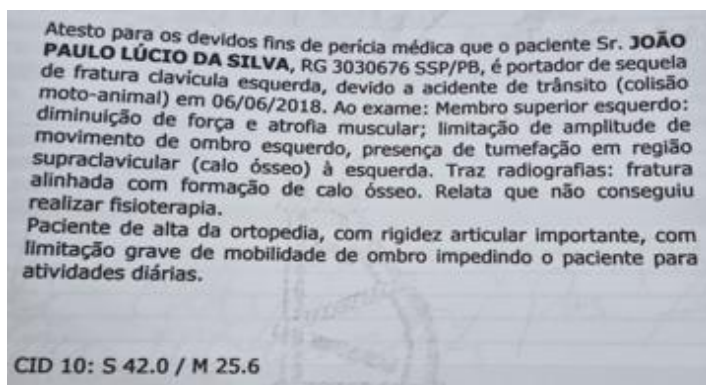 Atesto para os devidos fins de perícia médica que o paciente Sr. JOÃO
PAULO LÚCIO DA SILVA, RG 3030676 SSP/PB, é portador de sequela
de fratura clavícula esquerda, devido a acidente de trânsito (colisão
moto-animal) em 06/06/2018. Ao exame: Membro superior esquerdo:
diminuição de força e atrofia muscular; limitação de amplitude de
movimento de ombro esquerdo, presença de tumefação em região
supraclavicular (calo ósseo) à esquerda. Traz radiografias: fratura
alinhada com formação de calo ósseo. Relata que não conseguiu
realizar fisioterapia.
Paciente de alta da ortopedia, com rigidez articular importante, com
limitação grave de mobilidade de ombro impedindo o paciente para
atividades diárias.
CID 10: S 42.0 / M 25.6